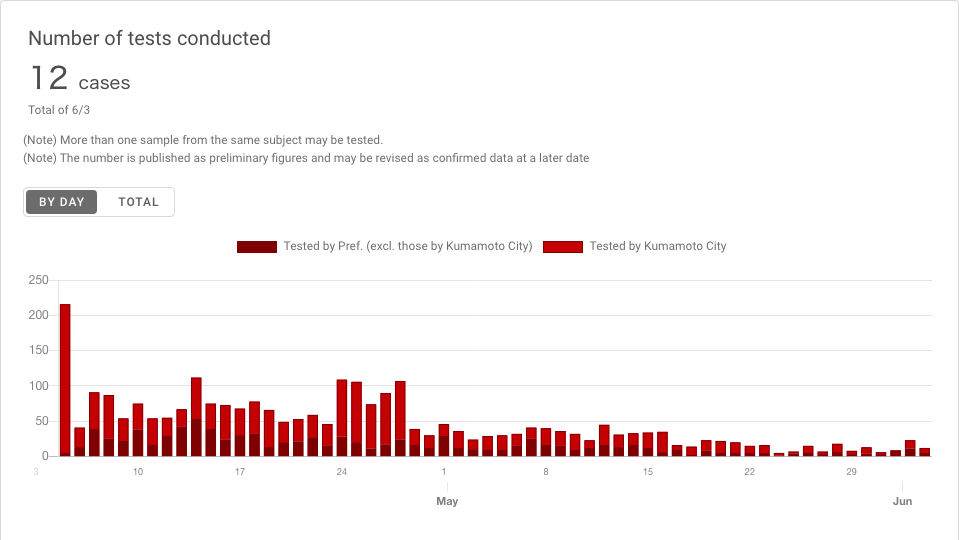 Number of tests conducted
12 cases
Total of 6/3
(Note) More than one sample from the same subject may be tested.
(Note) The number is published as preliminary figures and may be revised as confirmed data at a later date
BY DAY TOTAL
Tested by Pref. (excl. those by Kumamoto City) Tested by Kumamoto City
250
200
150
100
50
0
3 10 17 24 1 8 15 22 29
May Jun